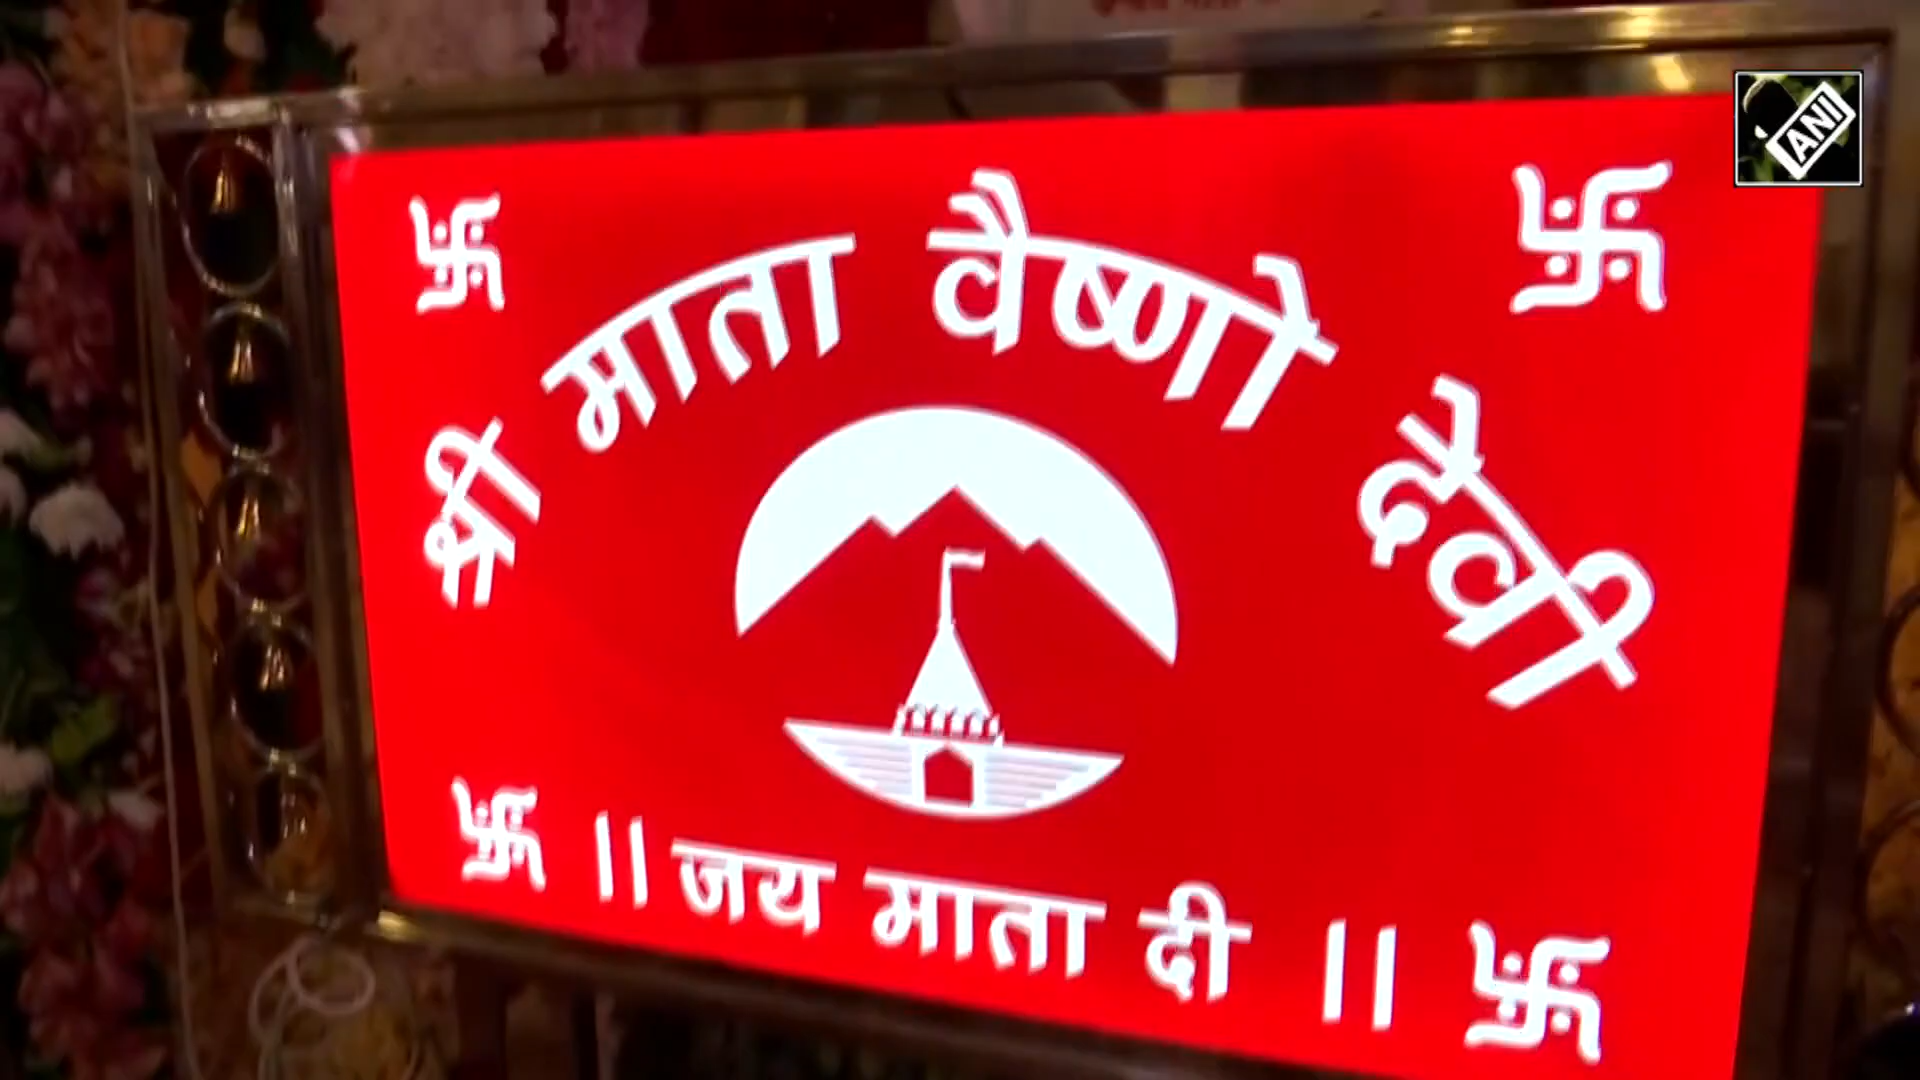 ANI
श्री माता वैष्णो देवी
|| जय माता दी ||